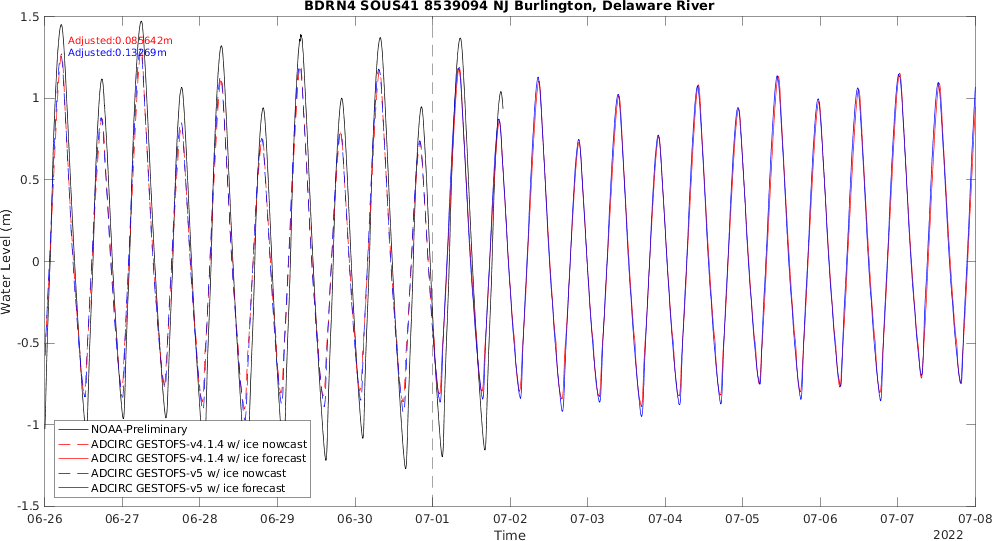 BDRN4 SOUS41 8539094 NJ Burlington, Delaware River
1.5
Adjusted:0.085642m
Adjusted:0.13269m
1
0.5
0
-0.5
-1
-1.5
Water Level (m)
NOAA-Preliminary
ADCIRC GESTOFS-v4.1.4 w/ ice nowcast
ADCIRC GESTOFS-v4.1.4 w/ ice forecast
ADCIRC GESTOFS-v5 w/ ice nowcast
ADCIRC GESTOFS-v5 w/ ice forecast
06-26 06-27 06-28 06-29 06-30 07-01 07-02 07-03 07-04 07-05 07-06 07-07 07-08
Time
2022